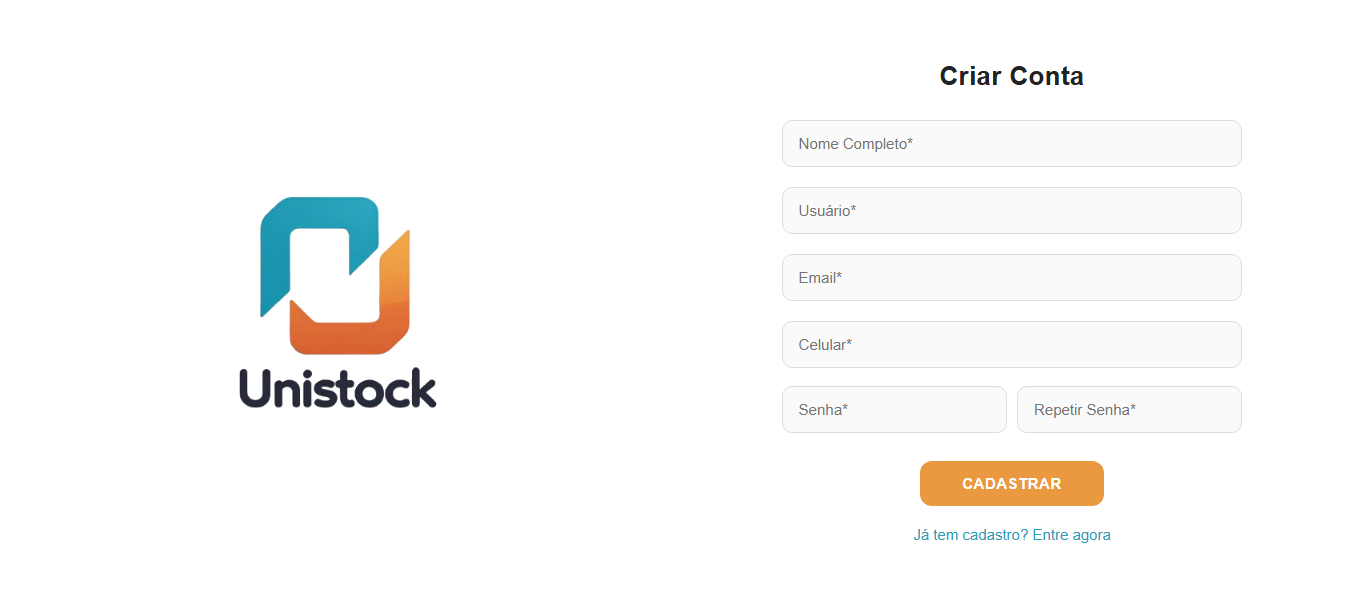 Unistock
Criar Conta
Nome Completo*
Usuário*
Email*
Celular*
Senha*
Repetir Senha*
CADASTRAR
Já tem cadastro? Entre agora